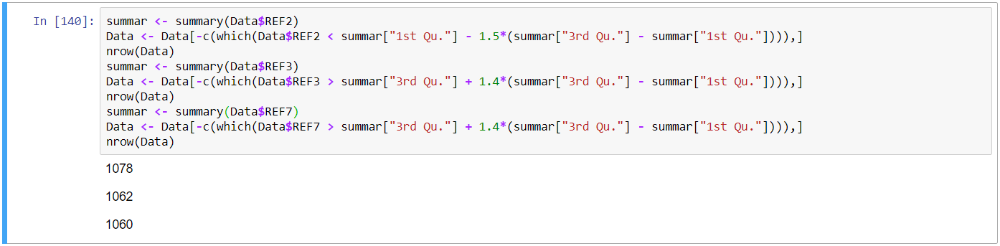 In [140]: summar <- summary(Data$REF2)
Data <- Data[-c(which(Data$REF2 < summar["1st Qu."] - 1.5*(summar["3rd Qu."] - summar["1st Qu."]))),]
nrow(Data)
summar <- summary(Data$REF3)
Data <- Data[-c(which(Data$REF3 > summar["3rd Qu."] + 1.4*(summar["3rd Qu."] - summar["1st Qu."]))),]
nrow(Data)
summar <- summary(Data$REF7)
Data <- Data[-c(which(Data$REF7 > summar["3rd Qu."] + 1.4*(summar["3rd Qu."] - summar["1st Qu."]))),]
nrow(Data)
1078
1062
1060